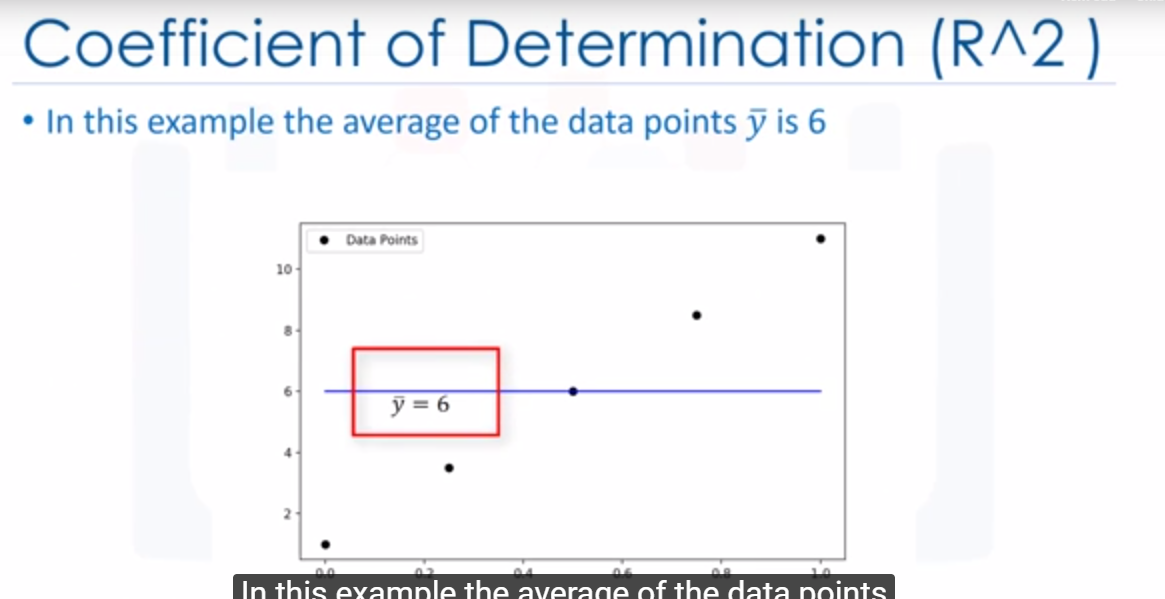 Coefficient of Determination (R^2 )
• In this example the average of the data points ȳ is 6
Data Points
10
8
6
ȳ = 6
4
2
0.0 0.2 0.4 0.6 0.8 1.0
In this example the average of the data points